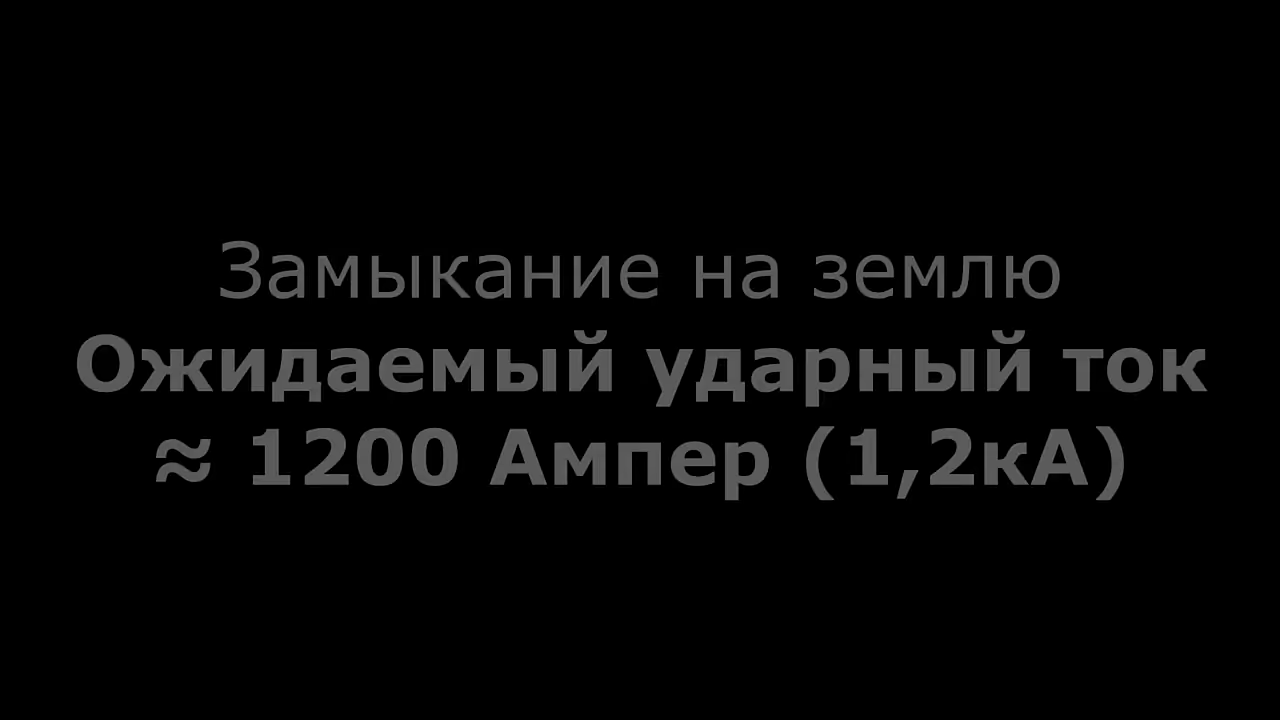 Замыкание на землю
Ожидаемый ударный ток
≈ 1200 Ампер (1,2кА)